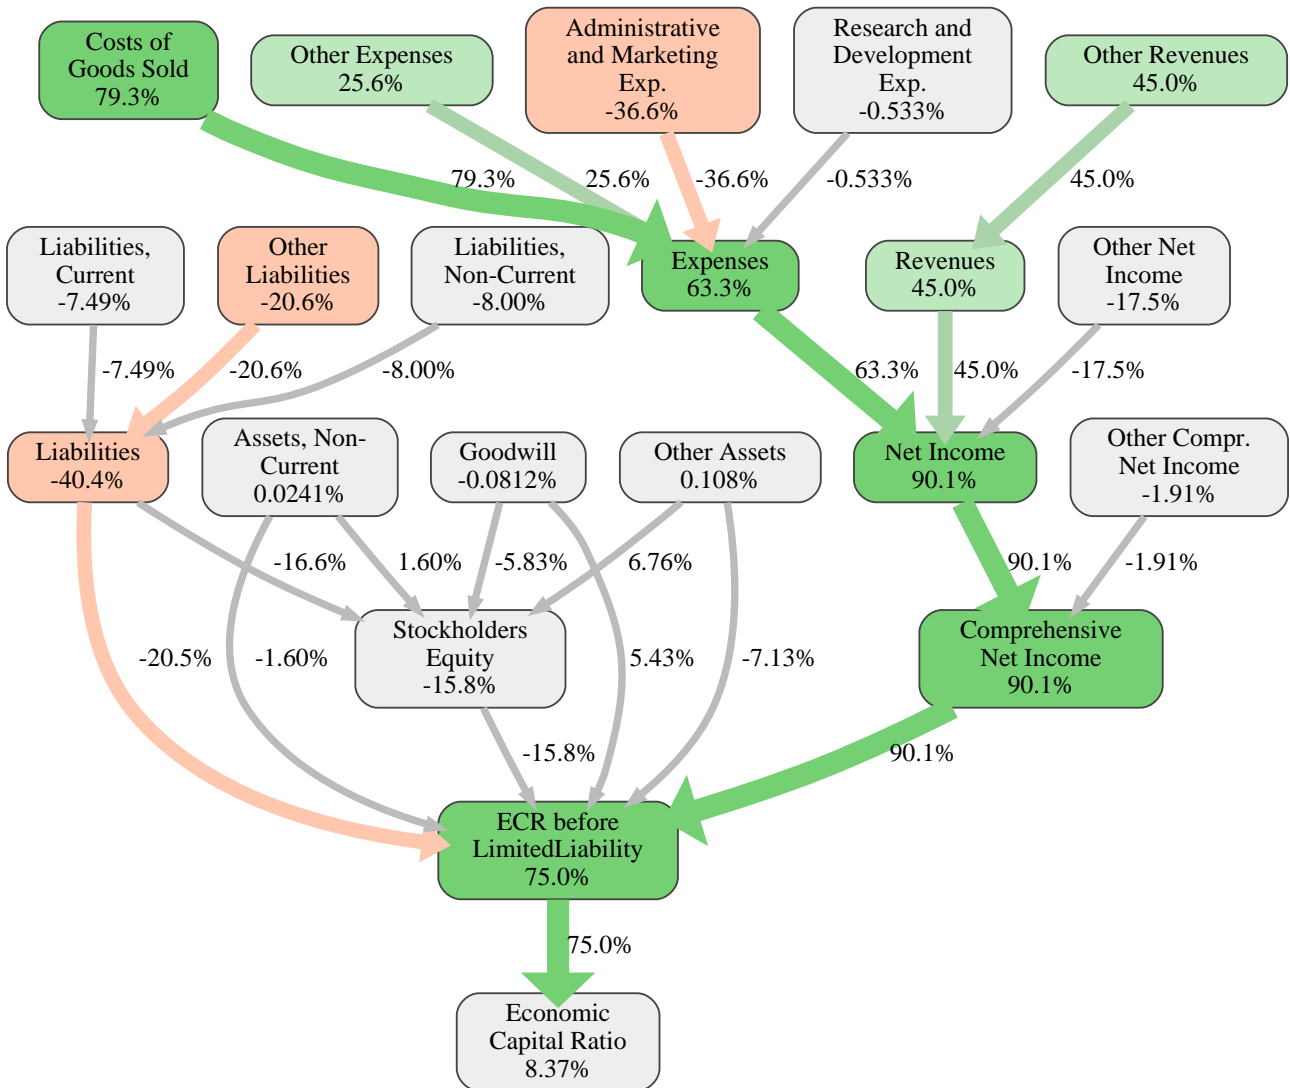 Costs of
Goods Sold
79.3%
Other Expenses
25.6%
Administrative
and Marketing
Exp.
-36.6%
Research and
Development
Exp.
-0.533%
Other Revenues
45.0%
79.3%
25.6%
-36.6%
-0.533%
45.0%
Liabilities,
Current
-7.49%
Other
Liabilities
-20.6%
Liabilities,
Non-Current
-8.00%
Expenses
63.3%
Revenues
45.0%
Other Net
Income
-17.5%
-7.49%
-20.6%
-8.00%
63.3%
45.0%
-17.5%
Liabilities
-40.4%
Assets, Non-
Current
0.0241%
Goodwill
-0.0812%
Other Assets
0.108%
Net Income
90.1%
Other Compr.
Net Income
-1.91%
-16.6%
1.60%
-5.83%
6.76%
90.1%
-1.91%
Stockholders
Equity
-15.8%
Comprehensive
Net Income
90.1%
-20.5%
-1.60%
5.43%
-7.13%
-15.8%
90.1%
ECR before
LimitedLiability
75.0%
75.0%
Economic
Capital Ratio
8.37%